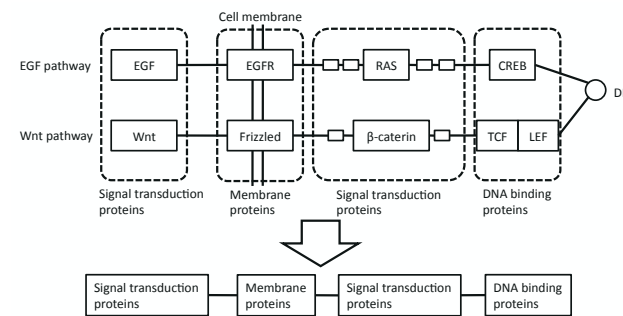 Cell membrane
EGF pathway
EGF
EGFR
RAS
CREB
D
Wnt pathway
Wnt
Frizzled
β-caterin
TCF
LEF
Signal transduction
proteins
Membrane
proteins
Signal transduction
proteins
DNA binding
proteins
Signal transduction
proteins
Membrane
proteins
Signal transduction
proteins
DNA binding
proteins